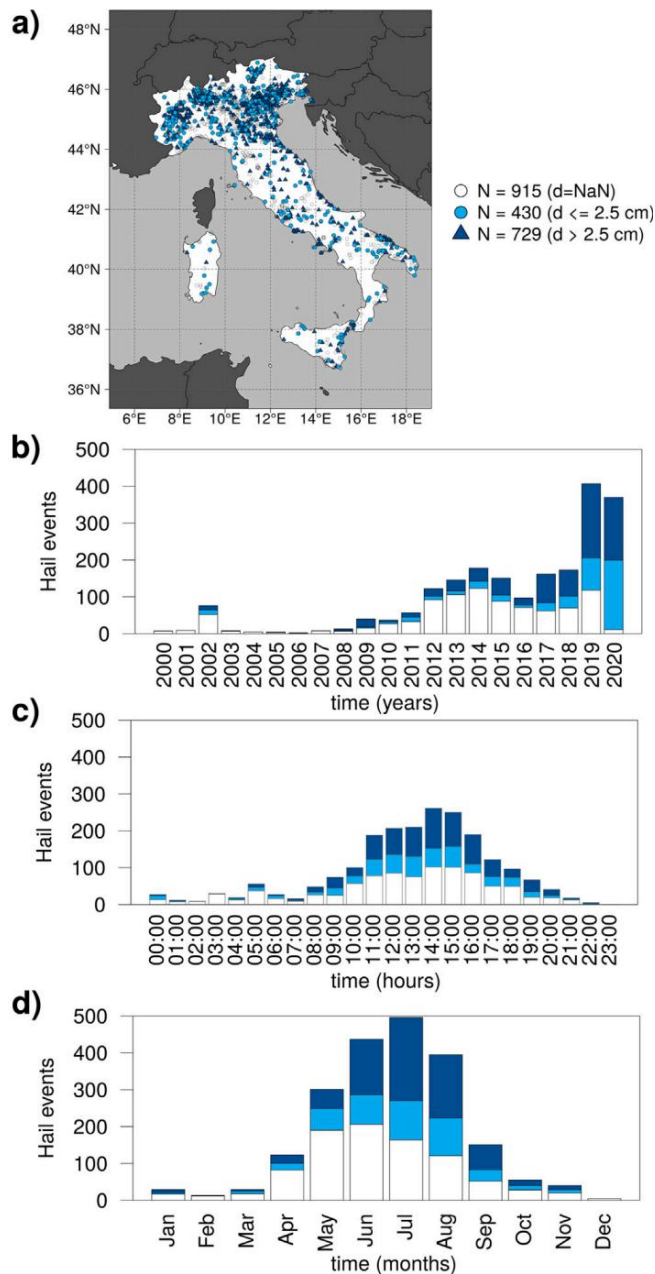 a)
48°N
46°N
44°N
42°N
40°N
38°N
36°N
6°E 8°E 10°E 12°E 14°E 16°E 18°E
N = 915 (d=NaN)
N = 430 (d <= 2.5 cm)
N = 729 (d > 2.5 cm)
b)
Hail events
500
400
300
200
100
0
2000 2001 2002 2003 2004 2005 2006 2007 2008 2009 2010 2011 2012 2013 2014 2015 2016 2017 2018 2019 2020
time (years)
c)
Hail events
500
400
300
200
100
0
00:00 01:00 02:00 03:00 04:00 05:00 06:00 07:00 08:00 09:00 10:00 11:00 12:00 13:00 14:00 15:00 16:00 17:00 18:00 19:00 20:00 21:00 22:00 23:00
time (hours)
d)
Hail events
500
400
300
200
100
0
Jan Feb Mar Apr May Jun Jul Aug Sep Oct Nov Dec
time (months)